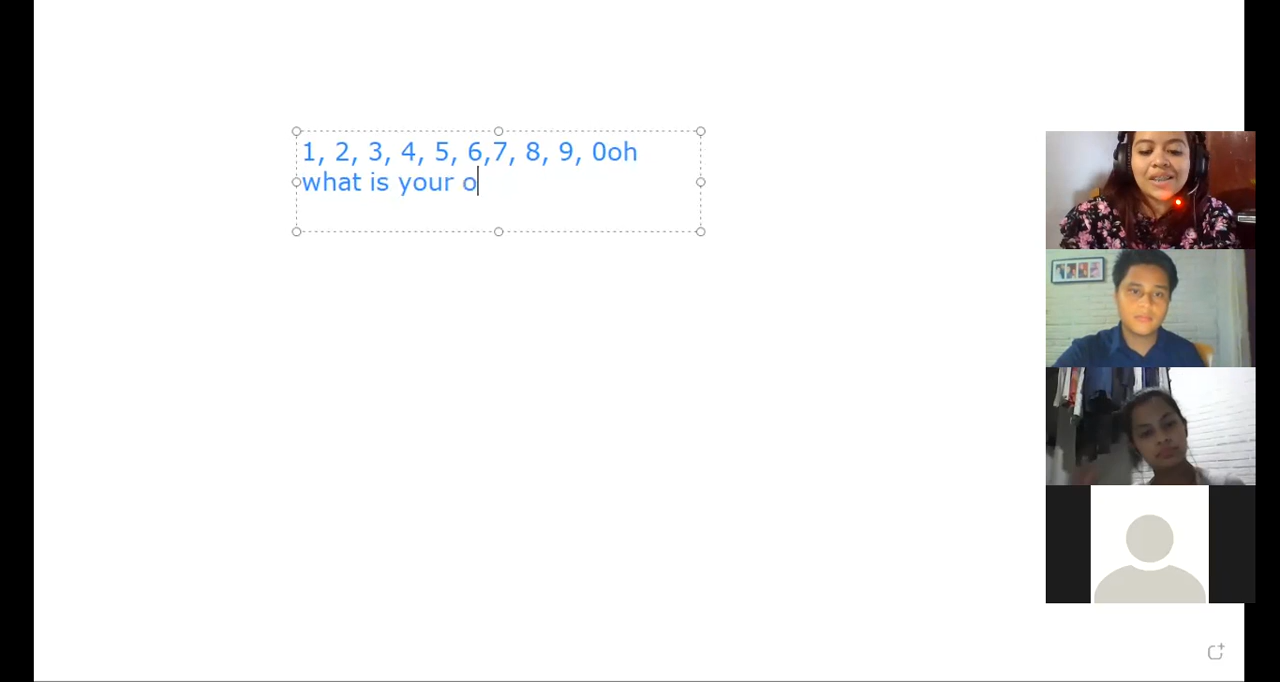 1, 2, 3, 4, 5, 6,7, 8, 9, 0oh
what is your o